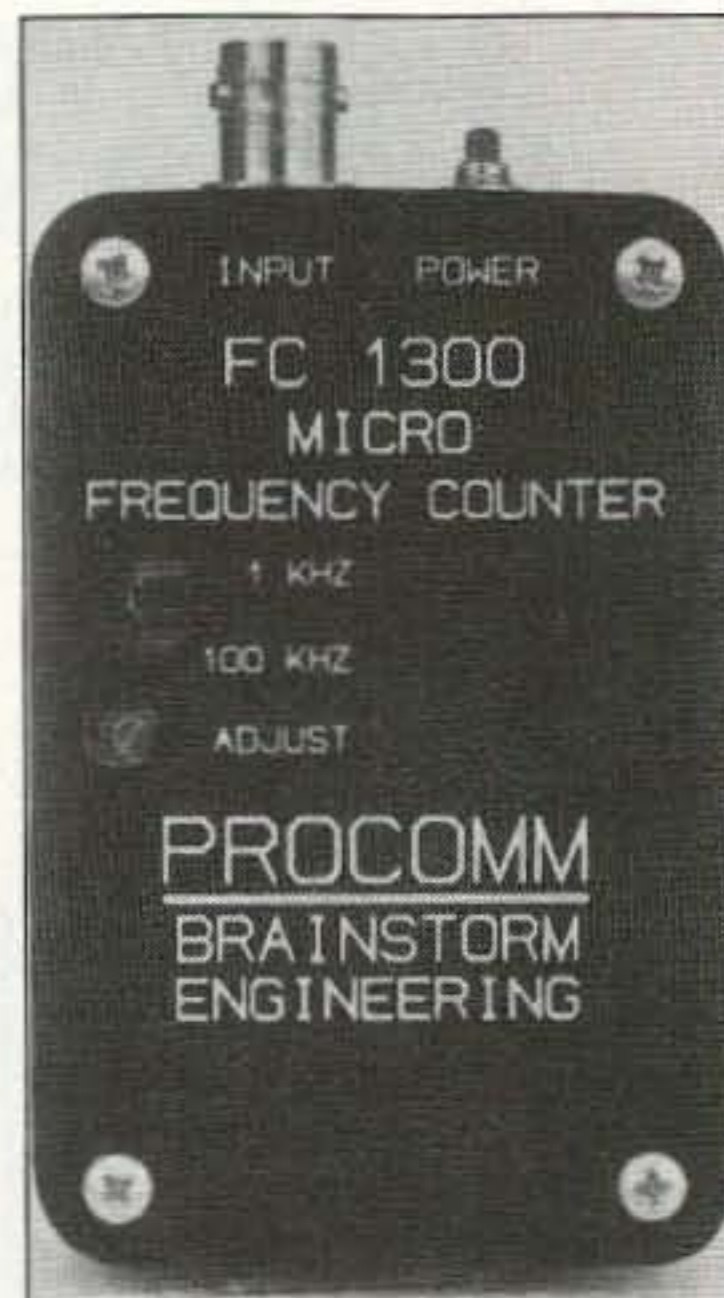 INPUT POWER
FC 1300
MICRO
FREQUENCY COUNTER
1 KHZ
100 KHZ
ADJUST
PROCOMM
BRAINSTORM
ENGINEERING